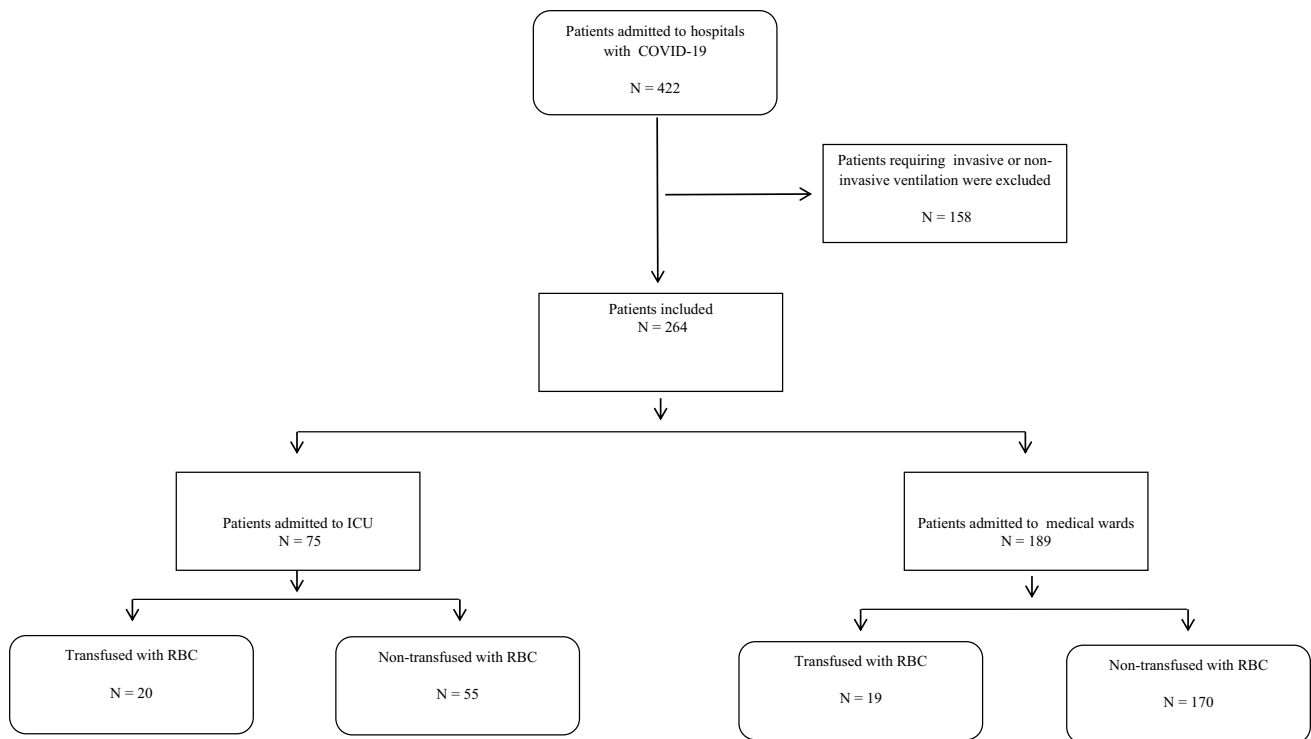 Patients admitted to hospitals
with COVID-19
N = 422
Patients requiring invasive or non-
invasive ventilation were excluded
N = 158
Patients included
N = 264
Patients admitted to ICU
N = 75
Patients admitted to medical wards
N = 189
Transfused with RBC
N = 20
Non-transfused with RBC
N = 55
Transfused with RBC
N = 19
Non-transfused with RBC
N = 170